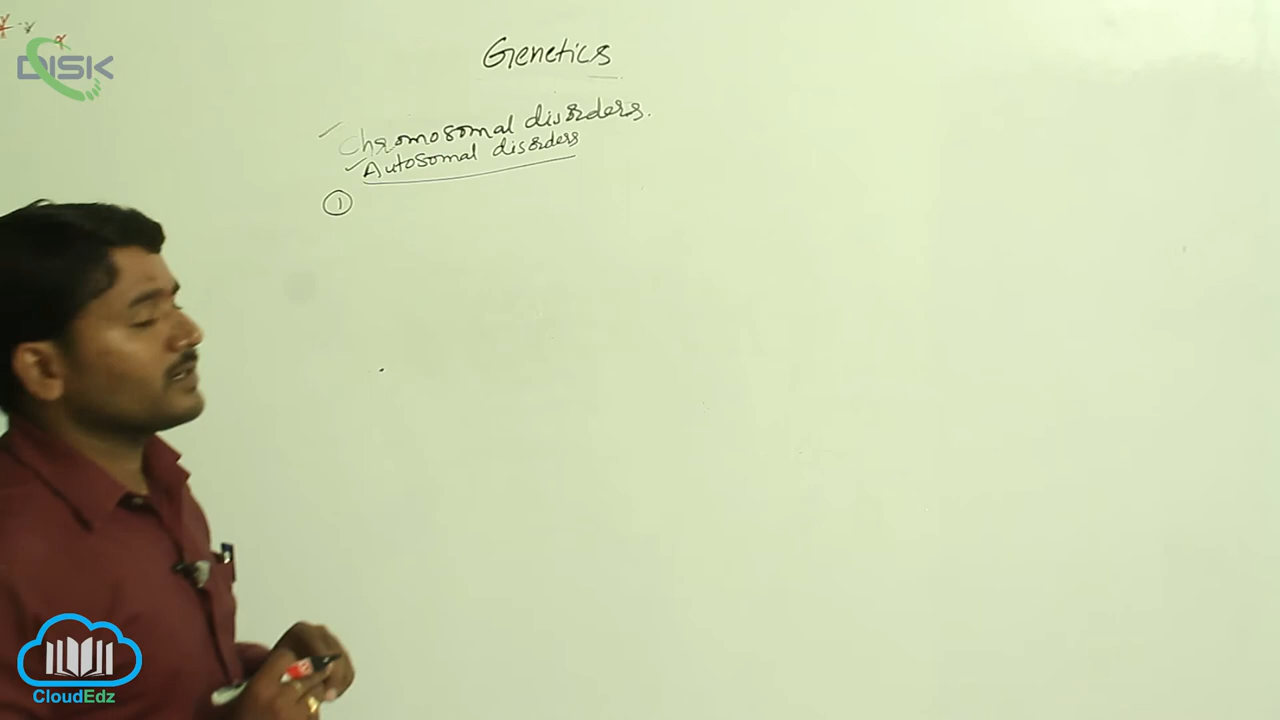 Genetics
DISK
Chromosomal disorders.
Autosomal disorders
1
CloudEdz